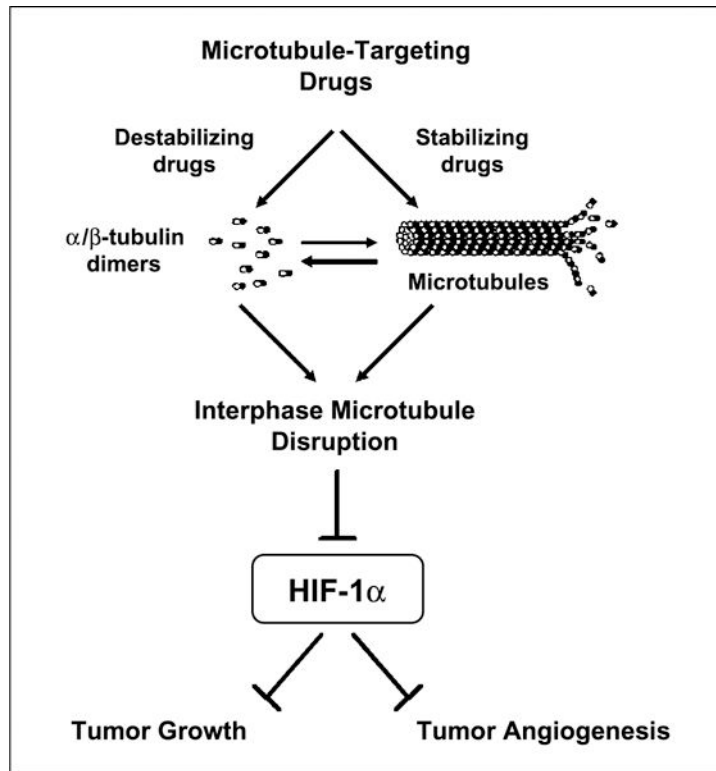 Microtubule-Targeting
Drugs
Destabilizing
drugs
Stabilizing
drugs
α/β-tubulin
dimers
Microtubules
Interphase Microtubule
Disruption
HIF-1α
Tumor Growth
Tumor Angiogenesis